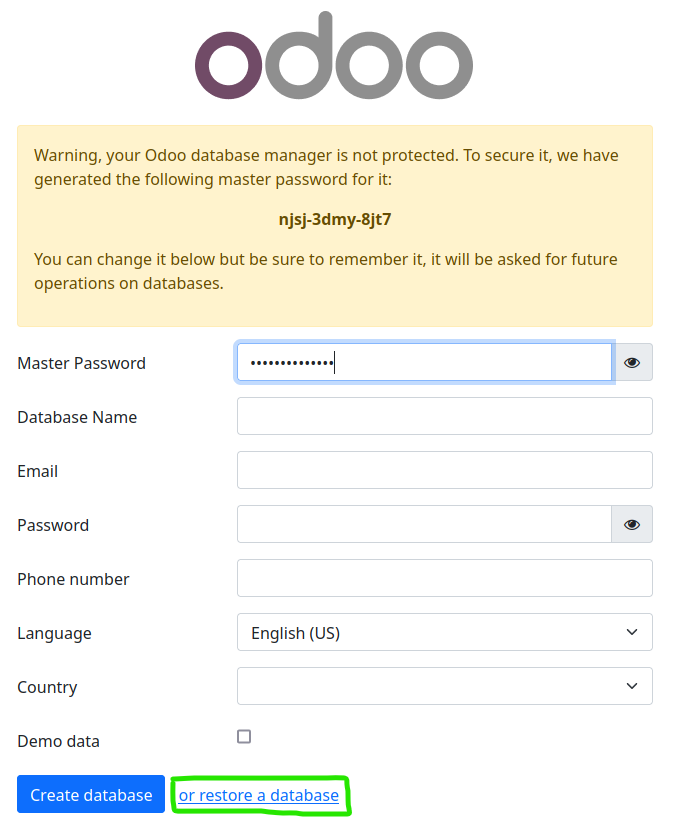 odoo
Warning, your Odoo database manager is not protected. To secure it, we have
generated the following master password for it:
njsj-3dmy-8jt7
You can change it below but be sure to remember it, it will be asked for future
operations on databases.
Master Password ••••••••••••••
Database Name
Email
Password
Phone number
Language English (US)
Country
Demo data
Create database or restore a database